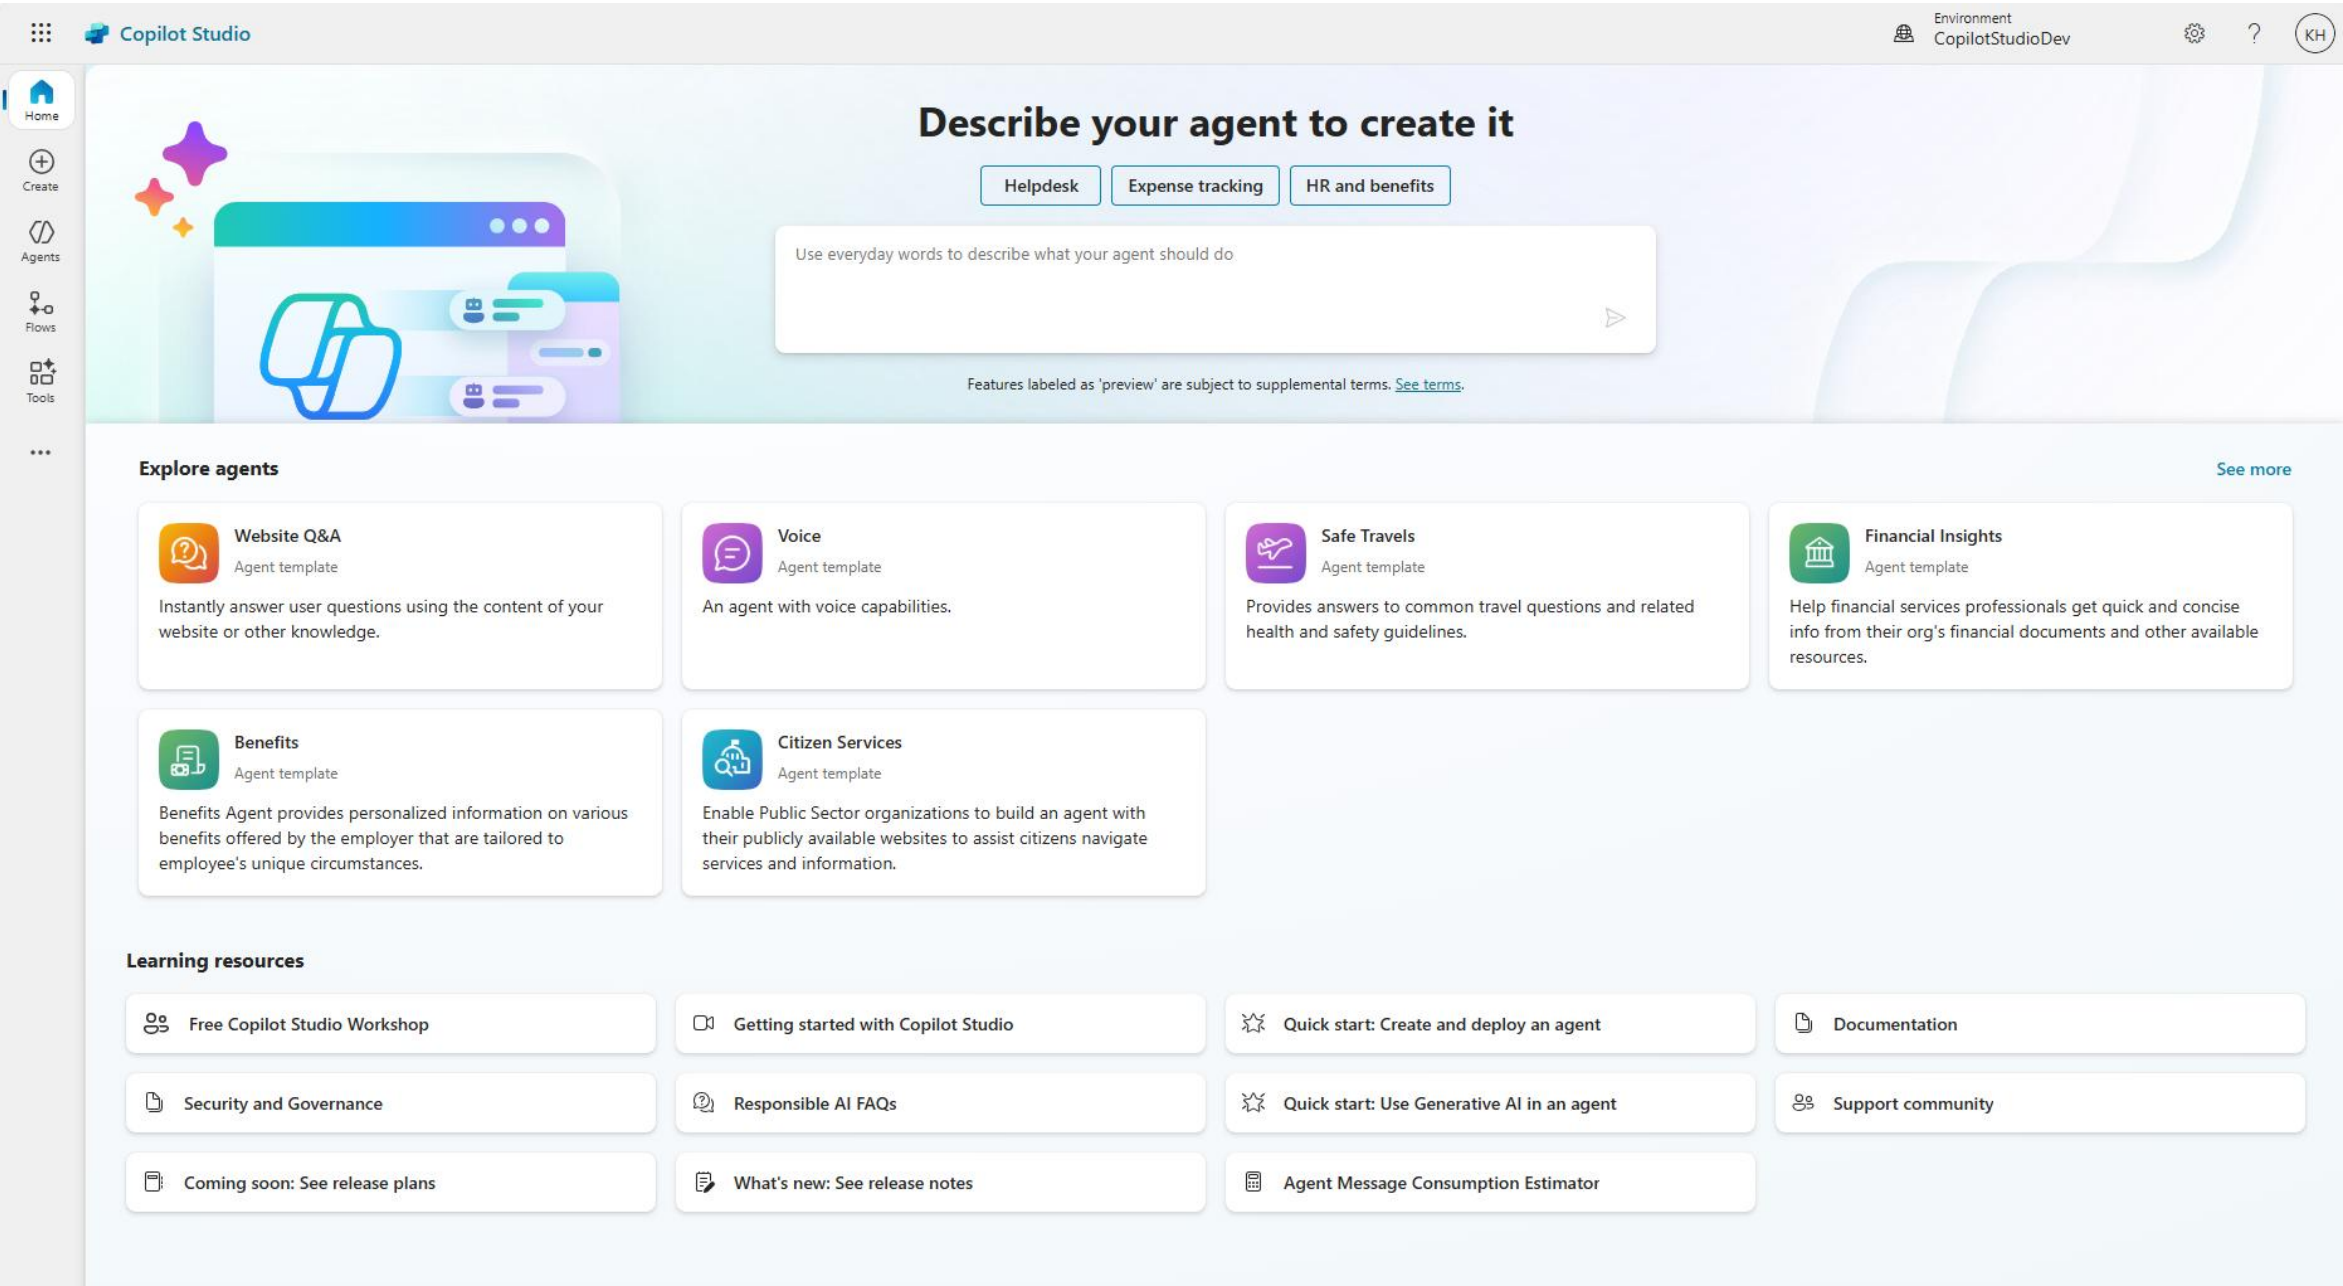 Copilot Studio
Environment
CopilotStudioDev
KH
Home
Create
Agents
Flows
Tools
Describe your agent to create it
Helpdesk
Expense tracking
HR and benefits
Use everyday words to describe what your agent should do
Features labeled as 'preview' are subject to supplemental terms. See terms.
Explore agents
See more
Website Q&A
Agent template
Instantly answer user questions using the content of your
website or other knowledge.
Voice
Agent template
An agent with voice capabilities.
Safe Travels
Agent template
Provides answers to common travel questions and related
health and safety guidelines.
Financial Insights
Agent template
Help financial services professionals get quick and concise
info from their org's financial documents and other available
resources.
Benefits
Agent template
Benefits Agent provides personalized information on various
benefits offered by the employer that are tailored to
employee's unique circumstances.
Citizen Services
Agent template
Enable Public Sector organizations to build an agent with
their publicly available websites to assist citizens navigate
services and information.
Learning resources
Free Copilot Studio Workshop
Getting started with Copilot Studio
Quick start: Create and deploy an agent
Documentation
Security and Governance
Responsible AI FAQs
Quick start: Use Generative AI in an agent
Support community
Coming soon: See release plans
What's new: See release notes
Agent Message Consumption Estimator